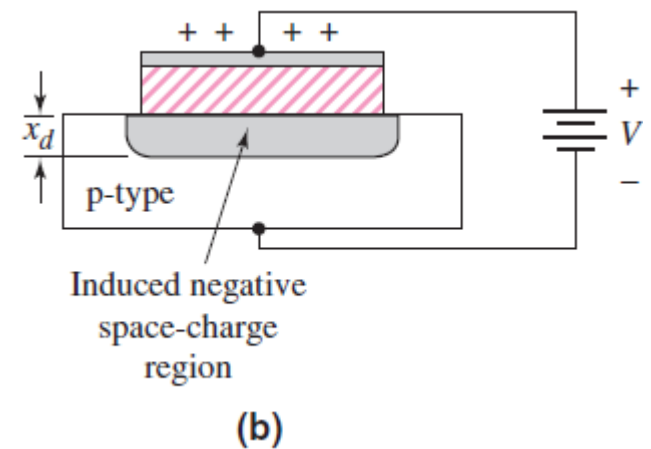 + + + +
+
x_d
V
−
p-type
Induced negative
space-charge
region
(b)